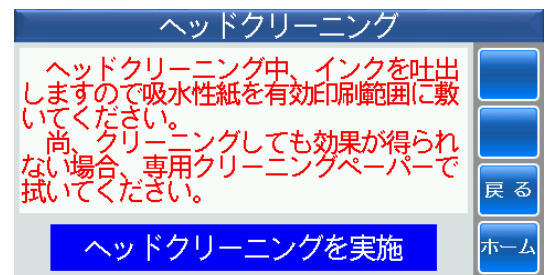 ヘッドクリーニング
ヘッドクリーニング中、インクを吐出
しますので吸水性紙を有効印刷範囲に敷
いてください。
尚、クリーニングしても効果が得られ
ない場合、専用クリーニングペーパーで
拭いてください。
戻る
ヘッドクリーニングを実施
ホーム